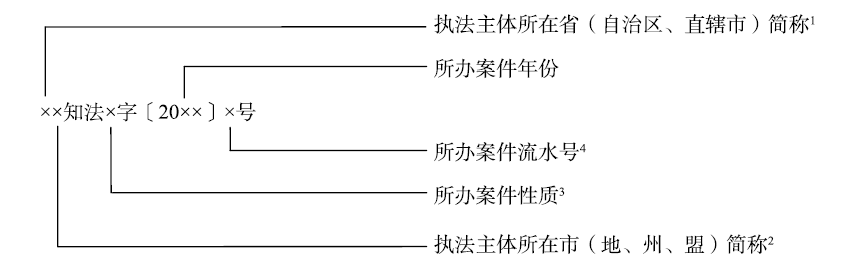 执法主体所在省（自治区、直辖市）简称¹
所办案件年份
××知法×字〔20××〕×号
所办案件流水号⁴
所办案件性质³
执法主体所在市（地、州、盟）简称²